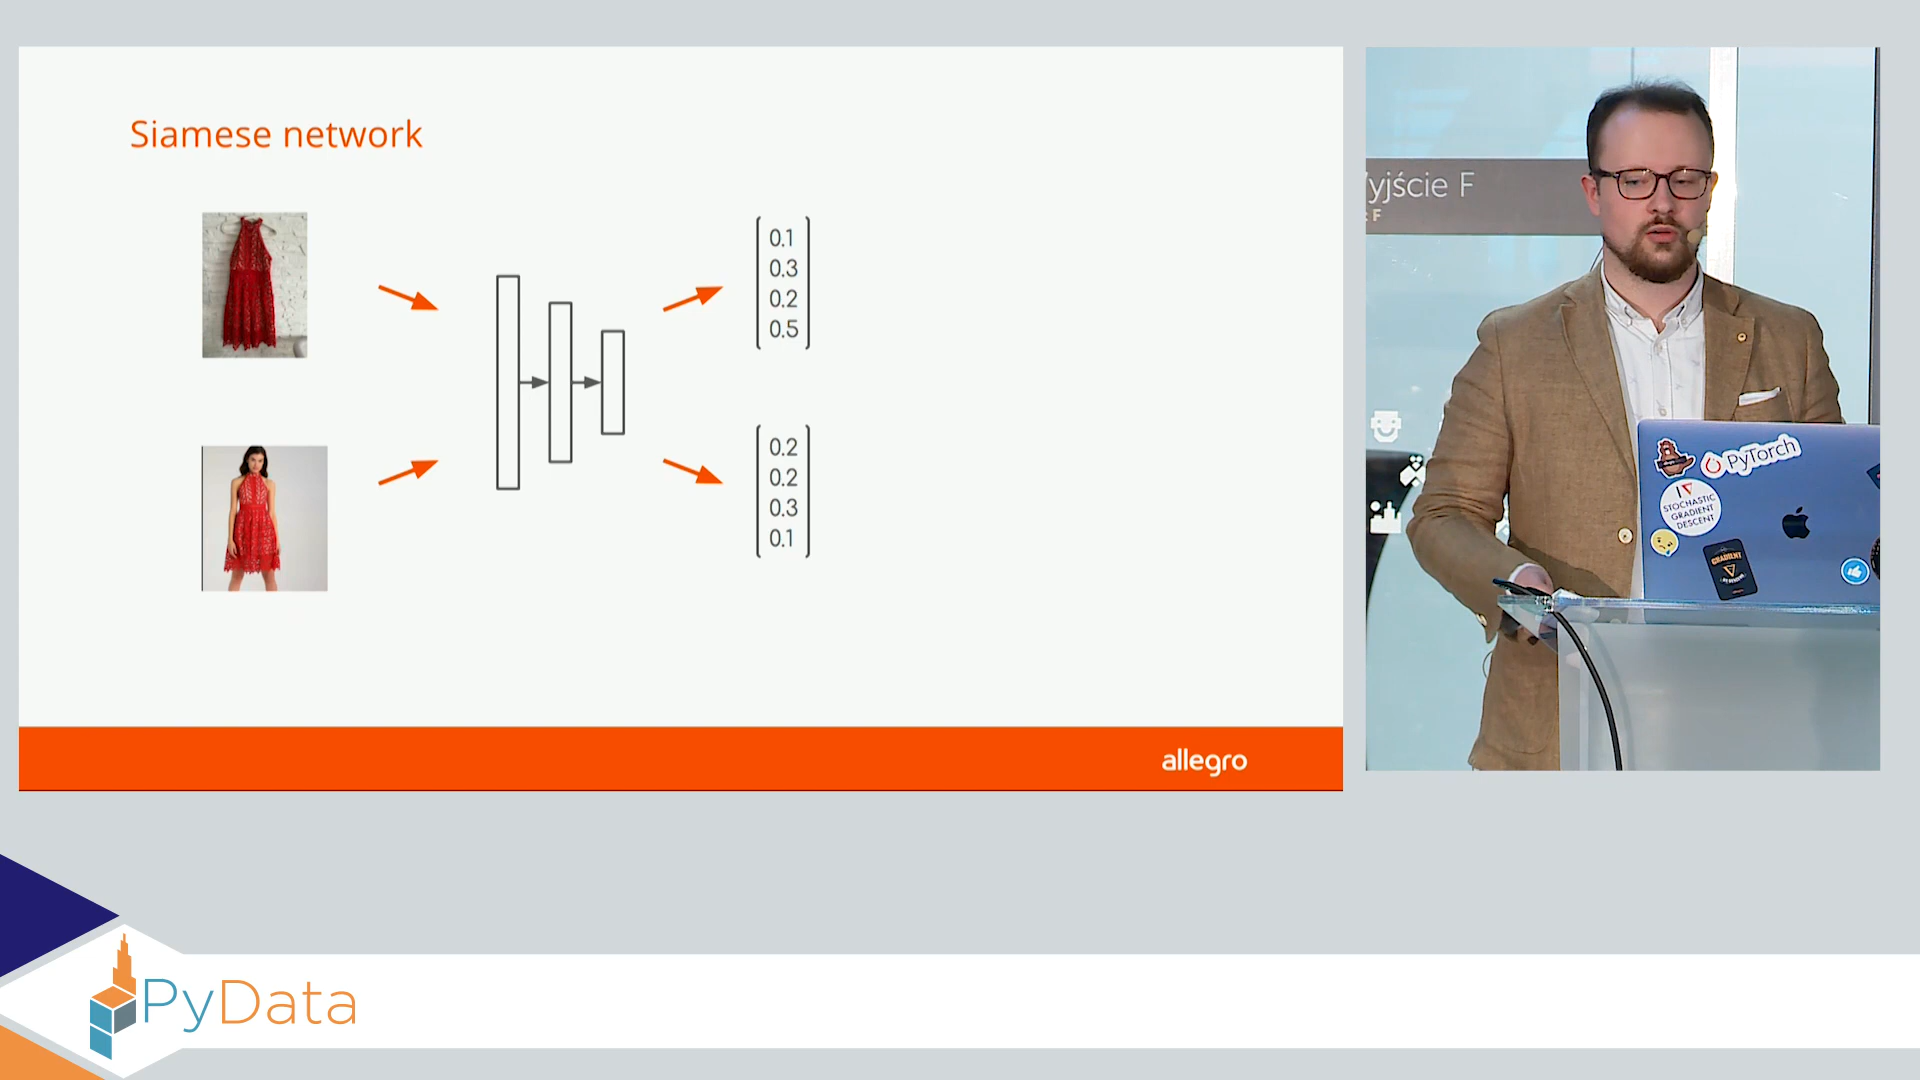 Siamese network
0.1
0.3
0.2
0.5
0.2
0.2
0.3
0.1
allegro
yjście F
F
PyTorch
I
STOCHASTIC
GRADIENT
DESCENT
GRADIENT
PyData